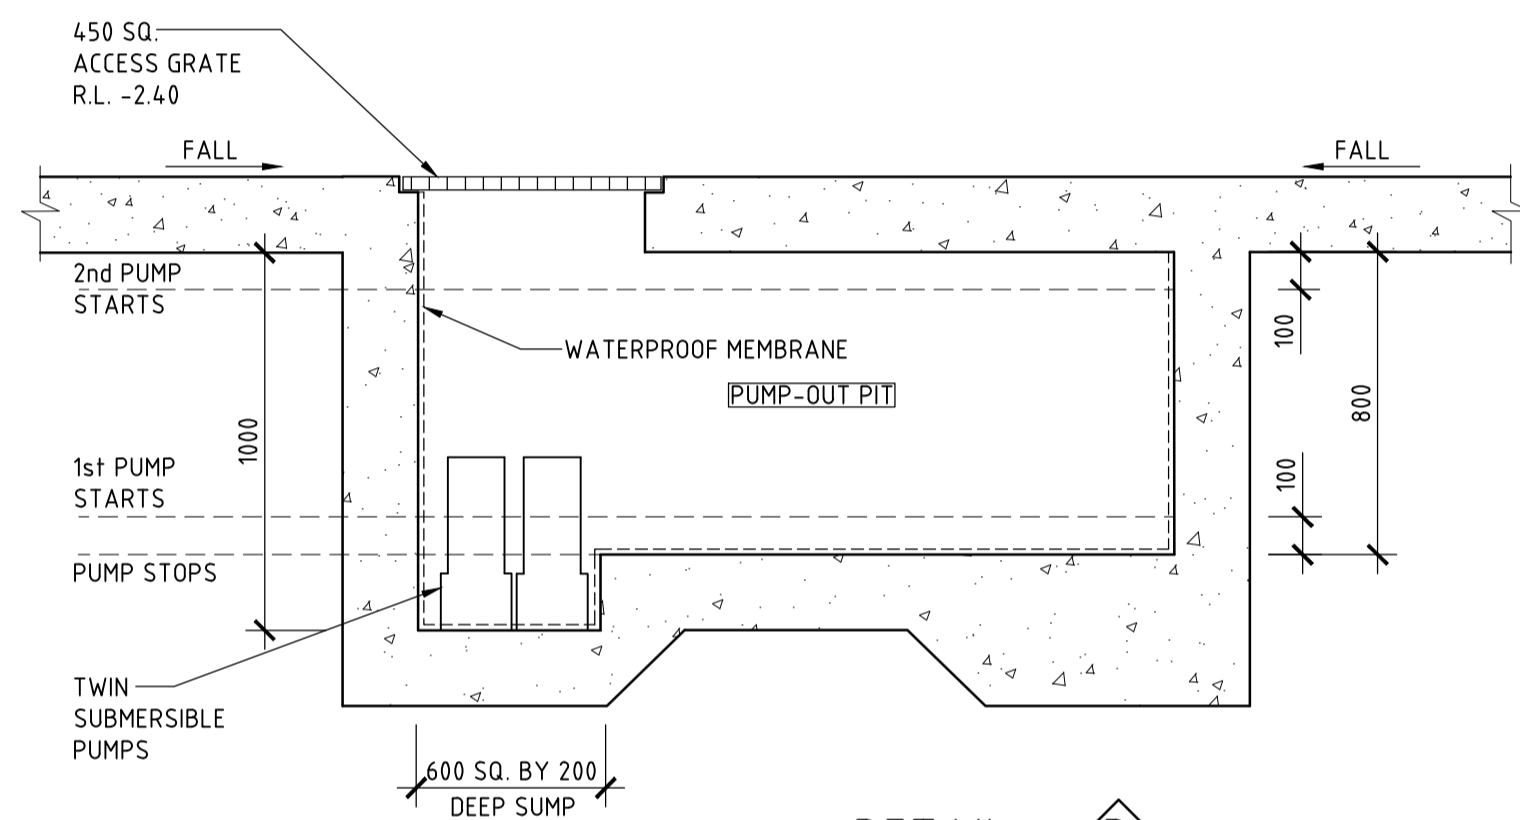 450 SQ.
ACCESS GRATE
R.L. -2.40
FALL
FALL
2nd PUMP
STARTS
100
WATERPROOF MEMBRANE
PUMP-OUT PIT
800
1000
1st PUMP
STARTS
100
PUMP STOPS
TWIN
SUBMERSIBLE
PUMPS
600 SQ. BY 200
DEEP SUMP